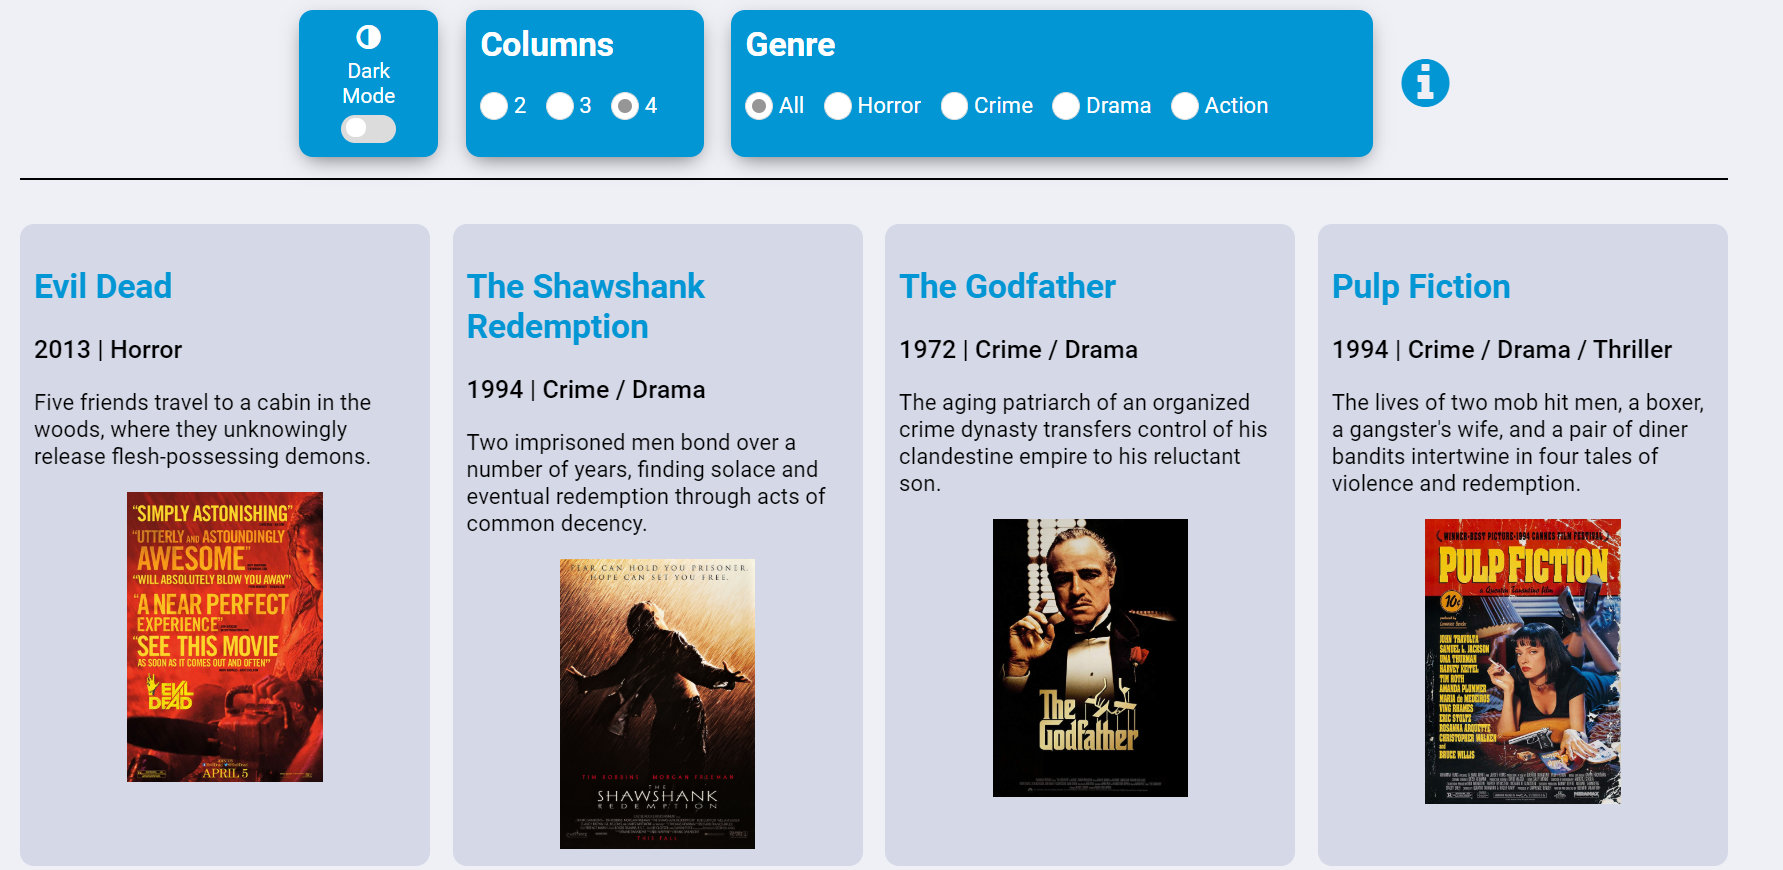 Dark
Mode
Columns
2 3 4
Genre
All Horror Crime Drama Action
Evil Dead
2013 | Horror
Five friends travel to a cabin in the
woods, where they unknowingly
release flesh-possessing demons.
"SIMPLY ASTONISHING"
"UTTERLY AND ASTOUNDINGLY
AWESOME"
"WILL ABSOLUTELY BLOW YOU AWAY"
"A NEAR PERFECT
EXPERIENCE"
"SEE THIS MOVIE
AS SOON AS IT COMES OUT AND OFTEN"
EVIL
DEAD
APRIL 5
The Shawshank
Redemption
1994 | Crime / Drama
Two imprisoned men bond over a
number of years, finding solace and
eventual redemption through acts of
common decency.
FEAR CAN HOLD YOU PRISONER.
HOPE CAN SET YOU FREE.
TIM ROBBINS MORGAN FREEMAN
THE
SHAWSHANK
REDEMPTION
THIS FALL
The Godfather
1972 | Crime / Drama
The aging patriarch of an organized
crime dynasty transfers control of his
clandestine empire to his reluctant
son.
The
Godfather
Pulp Fiction
1994 | Crime / Drama / Thriller
The lives of two mob hit men, a boxer,
a gangster's wife, and a pair of diner
bandits intertwine in four tales of
violence and redemption.
WINNER-BEST PICTURE-1994 CANNES FILM FESTIVAL
PULP FICTION
a Quentin Tarantino film
10¢
JOHN TRAVOLTA
SAMUEL L. JACKSON
UMA THURMAN
HARVEY KEITEL
TIM ROTH
AMANDA PLUMMER
MARIA de MEDEIROS
VING RHAMES
ERIC STOLTZ
ROSANNA ARQUETTE
CHRISTOPHER WALKEN
and
BRUCE WILLIS
MIRAMAX